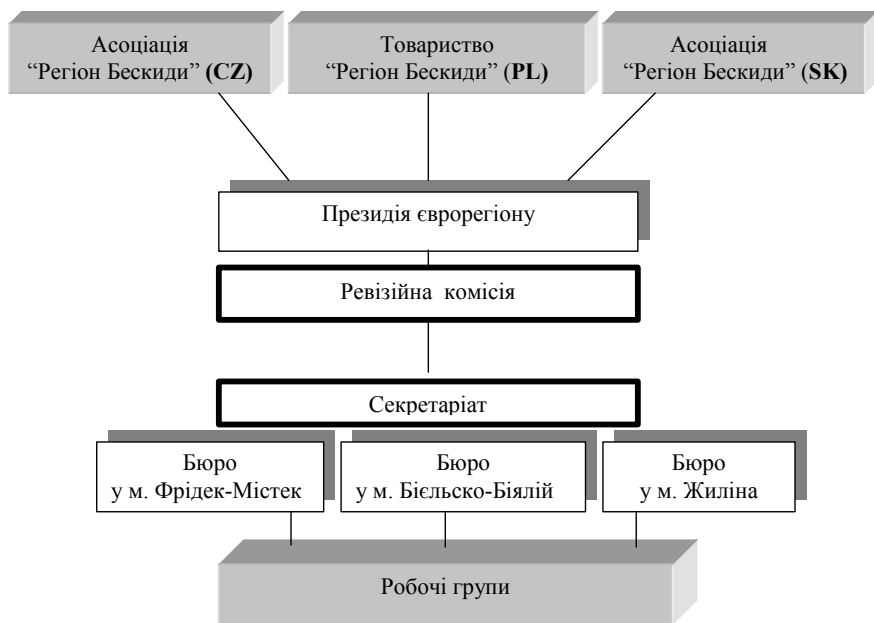 Асоціація
“Регіон Бескиди” (CZ)
Товариство
“Регіон Бескиди” (PL)
Асоціація
“Регіон Бескиди” (SK)
Президія єврорегіону
Ревізійна комісія
Секретаріат
Бюро
у м. Фрідек-Містек
Бюро
у м. Бієльско-Біялій
Бюро
у м. Жиліна
Робочі групи